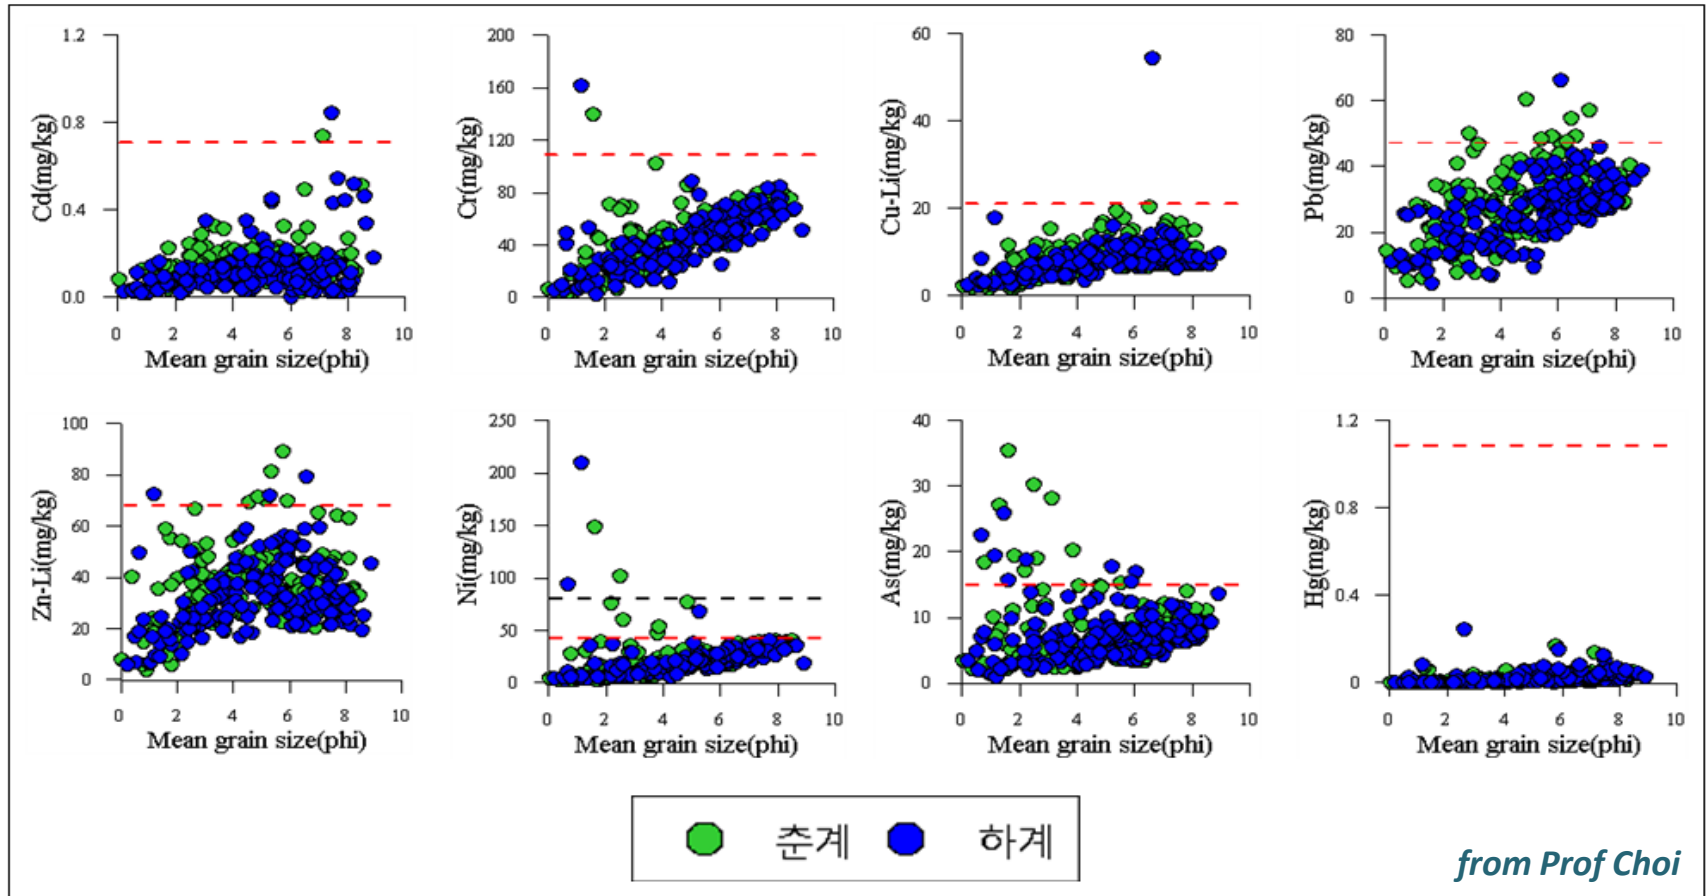 1.2
0.8
0.4
0.0
Cd(mg/kg)
0 2 4 6 8 10
Mean grain size(phi)
200
160
120
80
40
0
Cr(mg/kg)
0 2 4 6 8 10
Mean grain size(phi)
60
40
20
0
Cu-Li(mg/kg)
0 2 4 6 8 10
Mean grain size(phi)
80
60
40
20
0
Pb(mg/kg)
0 2 4 6 8 10
Mean grain size(phi)
100
80
60
40
20
0
Zn-Li(mg/kg)
0 2 4 6 8 10
Mean grain size(phi)
250
200
150
100
50
0
Ni(mg/kg)
0 2 4 6 8 10
Mean grain size(phi)
40
30
20
10
0
As(mg/kg)
0 2 4 6 8 10
Mean grain size(phi)
1.2
0.8
0.4
0
Hg(mg/kg)
0 2 4 6 8 10
Mean grain size(phi)
춘계 하계
from Prof Choi